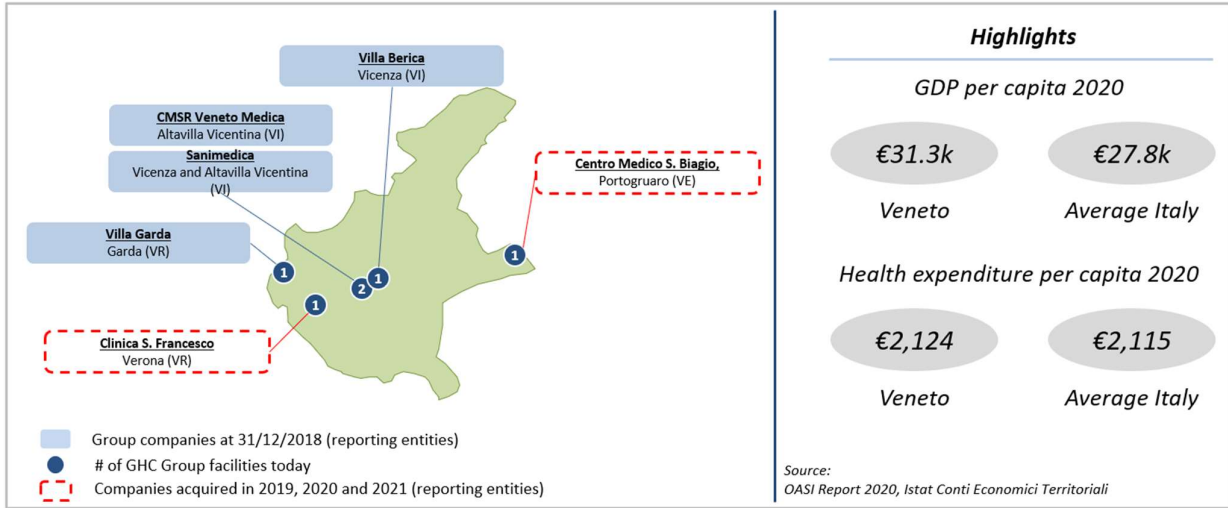 Villa Berica
Vicenza (VI)
CMSR Veneto Medica
Altavilla Vicentina (VI)
Sanimedica
Vicenza and Altavilla Vicentina
(VI)
Centro Medico S. Biagio,
Portogruaro (VE)
Villa Garda
Garda (VR)
1
1
1
2
1
Clinica S. Francesco
Verona (VR)
Group companies at 31/12/2018 (reporting entities)
# of GHC Group facilities today
Companies acquired in 2019, 2020 and 2021 (reporting entities)
Highlights
GDP per capita 2020
€31.3k €27.8k
Veneto Average Italy
Health expenditure per capita 2020
€2,124 €2,115
Veneto Average Italy
Source:
OASI Report 2020, Istat Conti Economici Territoriali